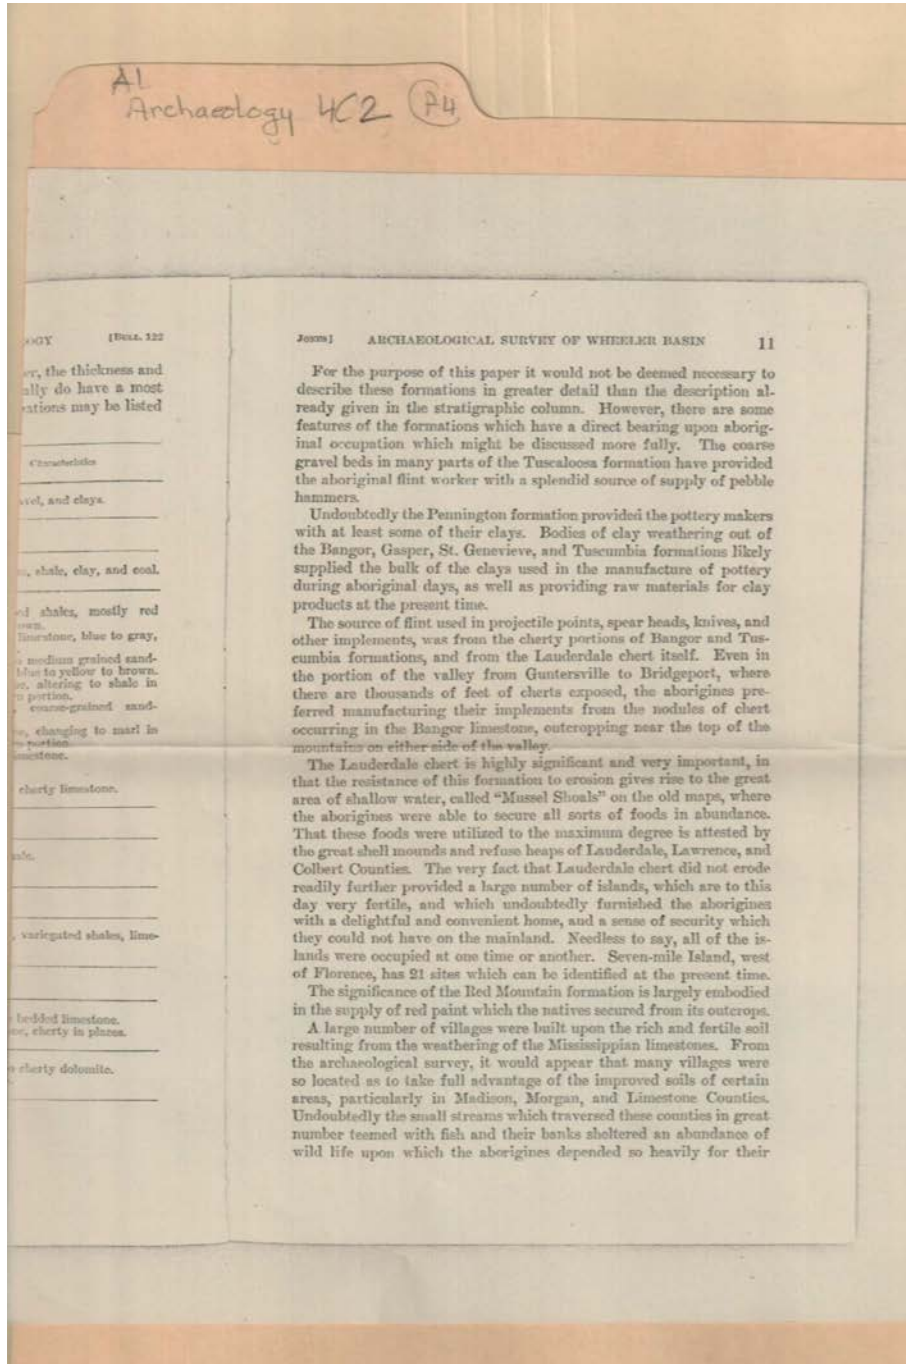 Al
Archaeology 4C2 P4
OGY [BULL. 122
er, the thickness and
ally do have a most
ations may be listed
Characteristics
vel, and clays.
shale, clay, and coal.
shales, mostly red
own.
limestone, blue to gray,
medium grained sand-
blue to yellow to brown.
altering to shale in
portion.
coarse-grained sand-
changing to marl in
portion.
mestone.
cherty limestone.
variegated shales, lime-
bedded limestone.
cherty in places.
cherty dolomite.
JONES] ARCHAEOLOGICAL SURVEY OF WHEELER BASIN 11
For the purpose of this paper it would not be deemed necessary to
describe these formations in greater detail than the description al-
ready given in the stratigraphic column. However, there are some
features of the formations which have a direct bearing upon aborig-
inal occupation which might be discussed more fully. The coarse
gravel beds in many parts of the Tuscaloosa formation have provided
the aboriginal flint worker with a splendid source of supply of pebble
hammers.
Undoubtedly the Pennington formation provided the pottery makers
with at least some of their clays. Bodies of clay weathering out of
the Bangor, Gasper, St. Genevieve, and Tuscumbia formations likely
supplied the bulk of the clays used in the manufacture of pottery
during aboriginal days, as well as providing raw materials for clay
products at the present time.
The source of flint used in projectile points, spear heads, knives, and
other implements, was from the cherty portions of Bangor and Tus-
cumbia formations, and from the Lauderdale chert itself. Even in
the portion of the valley from Guntersville to Bridgeport, where
there are thousands of feet of cherts exposed, the aborigines pre-
ferred manufacturing their implements from the nodules of chert
occurring in the Bangor limestone, outcropping near the top of the
mountains on either side of the valley.
The Lauderdale chert is highly significant and very important, in
that the resistance of this formation to erosion gives rise to the great
area of shallow water, called “Mussel Shoals” on the old maps, where
the aborigines were able to secure all sorts of foods in abundance.
That these foods were utilized to the maximum degree is attested by
the great shell mounds and refuse heaps of Lauderdale, Lawrence, and
Colbert Counties. The very fact that Lauderdale chert did not erode
readily further provided a large number of islands, which are to this
day very fertile, and which undoubtedly furnished the aborigines
with a delightful and convenient home, and a sense of security which
they could not have on the mainland. Needless to say, all of the is-
lands were occupied at one time or another. Seven-mile Island, west
of Florence, has 21 sites which can be identified at the present time.
The significance of the Red Mountain formation is largely embodied
in the supply of red paint which the natives secured from its outcrops.
A large number of villages were built upon the rich and fertile soil
resulting from the weathering of the Mississippian limestones. From
the archaeological survey, it would appear that many villages were
so located as to take full advantage of the improved soils of certain
areas, particularly in Madison, Morgan, and Limestone Counties.
Undoubtedly the small streams which traversed these counties in great
number teemed with fish and their banks sheltered an abundance of
wild life upon which the aborigines depended so heavily for their